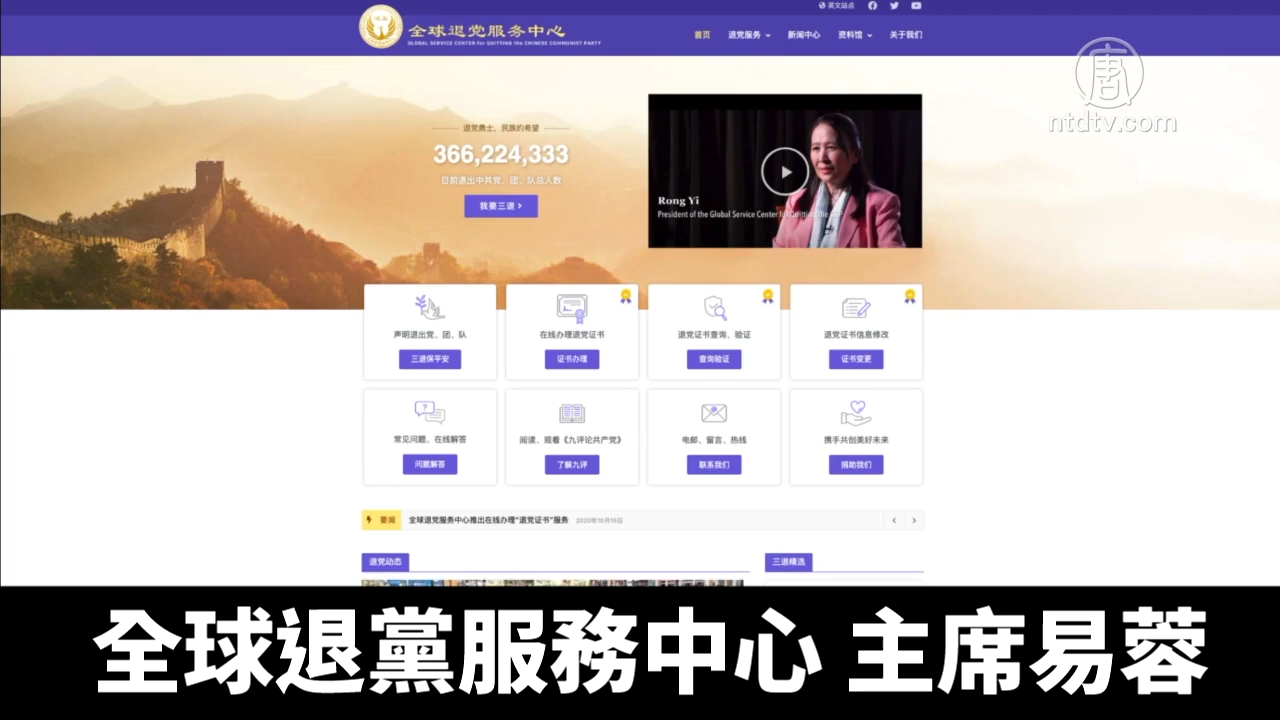 英文站点
全球退党服务中心
GLOBAL SERVICE CENTER for QUITTING the CHINESE COMMUNIST PARTY
首页 退党服务 新闻中心 资料馆 关于我们
唐
ntdtv.com
退党勇士，民族的希望
366,224,333
目前退出中共党、团、队总人数
我要三退
Rong Yi
President of the Global Service Center for Quitting the
声明退出党、团、队
三退保平安
在线办理退党证书
证书办理
退党证书查询、验证
查询验证
退党证书信息修改
证书变更
常见问题、在线解答
问题解答
阅读、观看《九评论共产党》
了解九评
电邮、留言、热线
联系我们
携手共创美好未来
捐助我们
要闻 全球退党服务中心推出在线办理“退党证书”服务 2020年10月15日
退党动态
三退精选
全球退黨服務中心 主席易蓉